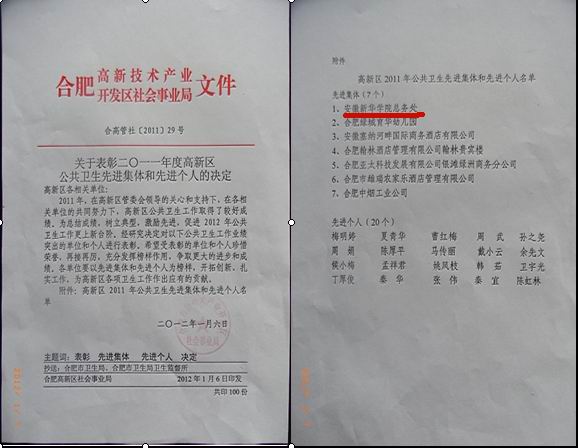 合肥高新技术产业开发区社会事业局文件
合高管社〔2011〕29号
关于表彰二〇一一年度高新区
公共卫生先进集体和先进个人的决定
高新区各相关单位:
2011年,在高新区管委会领导的关心和支持下,在各相
关单位的共同努力下,高新区公共卫生工作取得了较好成
绩。为总结成绩,树立典型,激励先进,促进2012年公共
卫生工作更上新台阶,经研究决定对以下公共卫生工作业绩
突出的单位和个人进行表彰。希望受表彰的单位和个人珍惜
荣誉,再接再厉,充分发挥榜样作用,争取更大的进步和成
绩。各单位要以先进集体和先进个人为榜样,开拓创新,扎
实工作,为高新区各项卫生工作作出应有的贡献。
附件:高新区2011年公共卫生先进集体和先进个人名
单
二〇一二年一月六日
社会事业局
主题词:表彰 先进集体 先进个人 决定
抄送:合肥市卫生局、合肥市卫生局卫生监督所
合肥高新区社会事业局 2012年1月6日印发
共印100份
附件
高新区2011年公共卫生先进集体和先进个人名单
先进集体(7个)
1、安徽新华学院总务处
2、合肥绿城育华幼儿园
3、安徽塞纳河畔国际商务酒店有限公司
4、合肥翰林酒店管理有限公司翰林贵宾楼
5、合肥亚太科技发展有限公司银滩绿洲商务分公司
6、合肥市雄瑞农家乐酒店管理有限公司
7、合肥中烟工业公司
先进个人(20个)
梅明婷 夏青华 曹红梅 周武 孙之尧
周娟 陈厚平 马传丽 戴小云 余先文
侯小梅 孟祥君 姚凤枝 韩茹 卫宇光
丁厚俊 秦华 张伟 秦宜 陈虹林